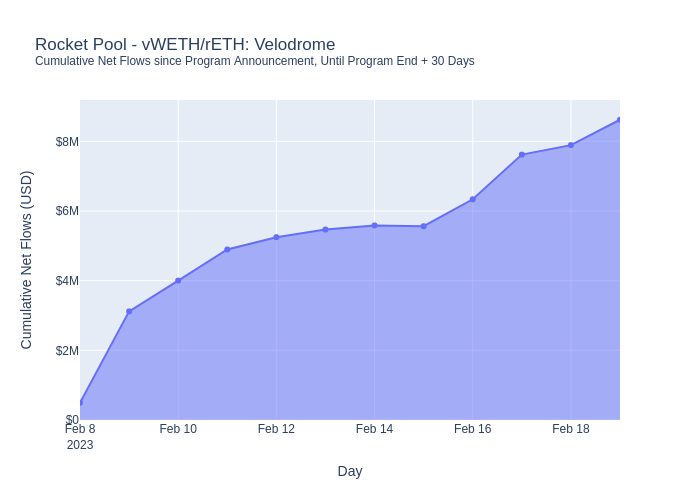 Rocket Pool - vWETH/rETH: Velodrome
Cumulative Net Flows since Program Announcement, Until Program End + 30 Days
Cumulative Net Flows (USD)
$8M
$6M
$4M
$2M
$0
Feb 8
2023
Feb 10
Feb 12
Feb 14
Feb 16
Feb 18
Day